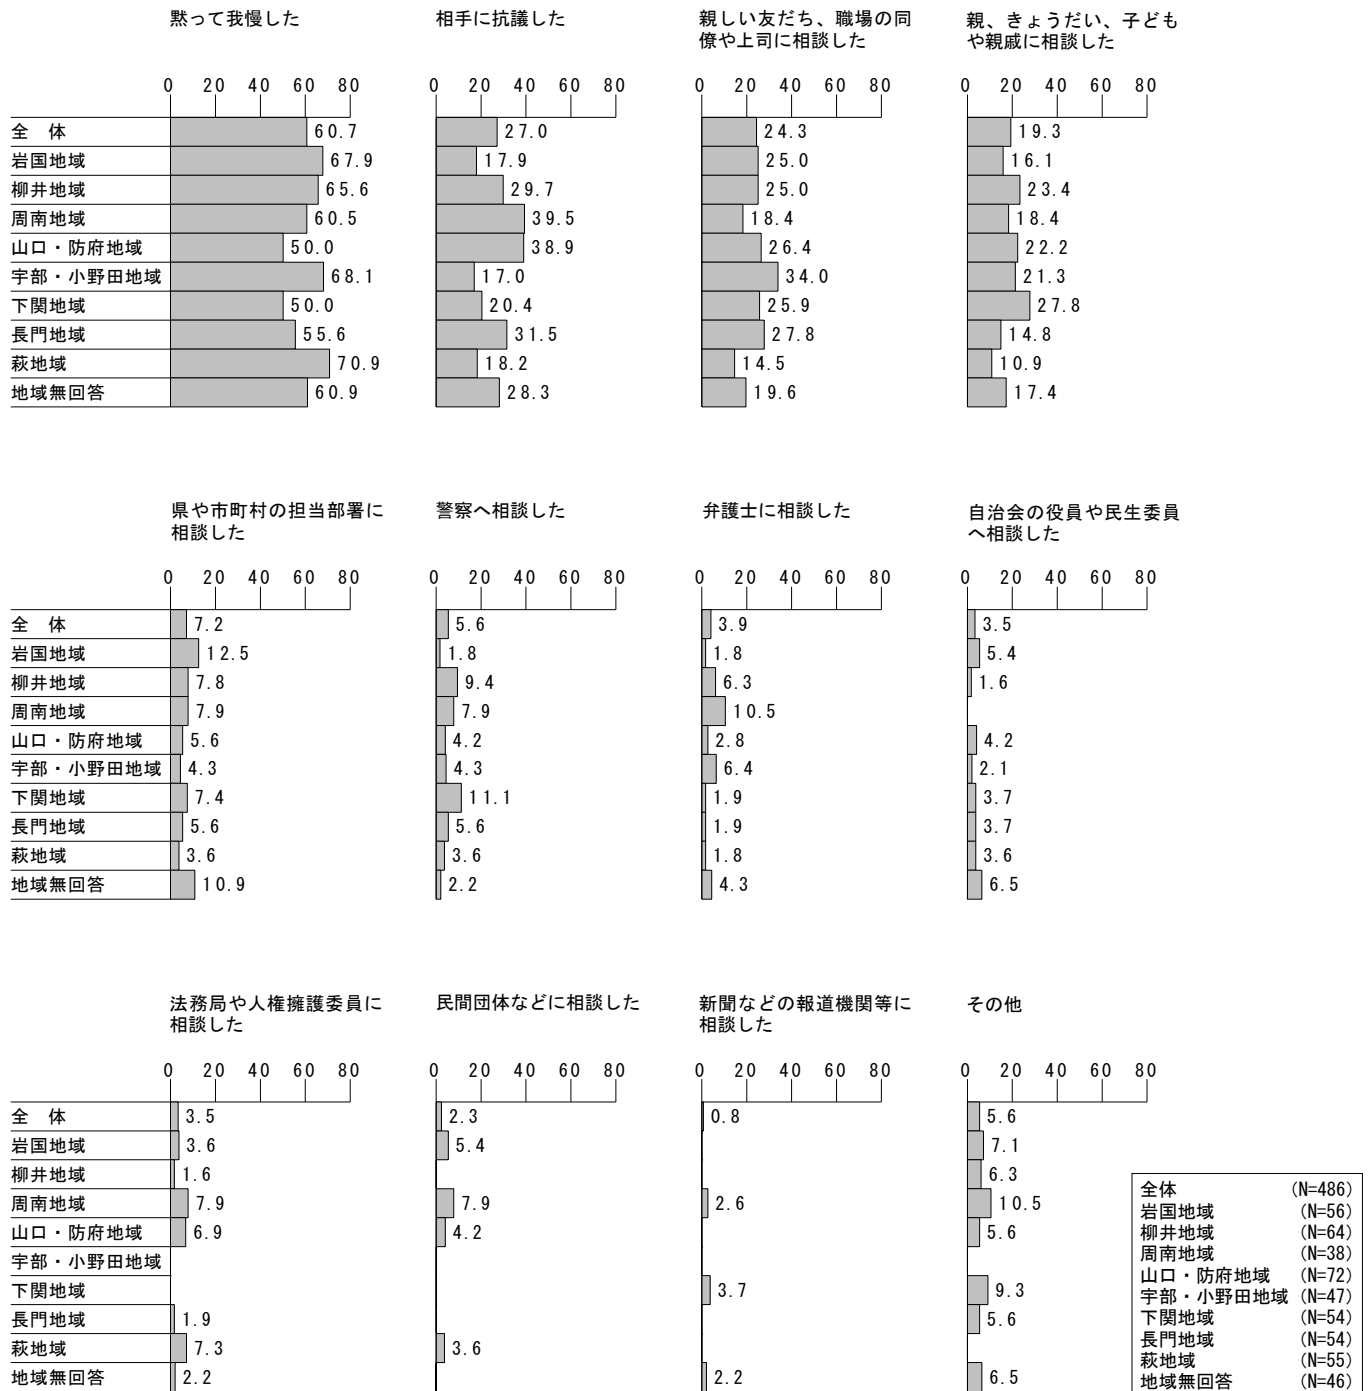 黙って我慢した
相手に抗議した
親しい友だち、職場の同
僚や上司に相談した
親、きょうだい、子ども
や親戚に相談した
0 20 40 60 80 0 20 40 60 80 0 20 40 60 80 0 20 40 60 80
全 体 60.7 27.0 24.3 19.3
岩国地域 67.9 17.9 25.0 16.1
柳井地域 65.6 29.7 25.0 23.4
周南地域 60.5 39.5 18.4 18.4
山口・防府地域 50.0 38.9 26.4 22.2
宇部・小野田地域 68.1 17.0 34.0 21.3
下関地域 50.0 20.4 25.9 27.8
長門地域 55.6 31.5 27.8 14.8
萩地域 70.9 18.2 14.5 10.9
地域無回答 60.9 28.3 19.6 17.4
県や市町村の担当部署に
相談した
警察へ相談した
弁護士に相談した
自治会の役員や民生委員
へ相談した
0 20 40 60 80 0 20 40 60 80 0 20 40 60 80 0 20 40 60 80
全 体 7.2 5.6 3.9 3.5
岩国地域 12.5 1.8 1.8 5.4
柳井地域 7.8 9.4 6.3 1.6
周南地域 7.9 7.9 10.5
山口・防府地域 5.6 4.2 2.8 4.2
宇部・小野田地域 4.3 4.3 6.4 2.1
下関地域 7.4 11.1 1.9 3.7
長門地域 5.6 5.6 1.9 3.7
萩地域 3.6 3.6 1.8 3.6
地域無回答 10.9 2.2 4.3 6.5
法務局や人権擁護委員に
相談した
民間団体などに相談した
新聞などの報道機関等に
相談した
その他
0 20 40 60 80 0 20 40 60 80 0 20 40 60 80 0 20 40 60 80
全 体 3.5 2.3 0.8 5.6
岩国地域 3.6 5.4 7.1
柳井地域 1.6 6.3
周南地域 7.9 7.9 2.6 10.5
山口・防府地域 6.9 4.2 5.6
宇部・小野田地域
下関地域 3.7 9.3
長門地域 1.9 5.6
萩地域 7.3 3.6
地域無回答 2.2 2.2 6.5
全体 (N=486)
岩国地域 (N=56)
柳井地域 (N=64)
周南地域 (N=38)
山口・防府地域 (N=72)
宇部・小野田地域 (N=47)
下関地域 (N=54)
長門地域 (N=54)
萩地域 (N=55)
地域無回答 (N=46)